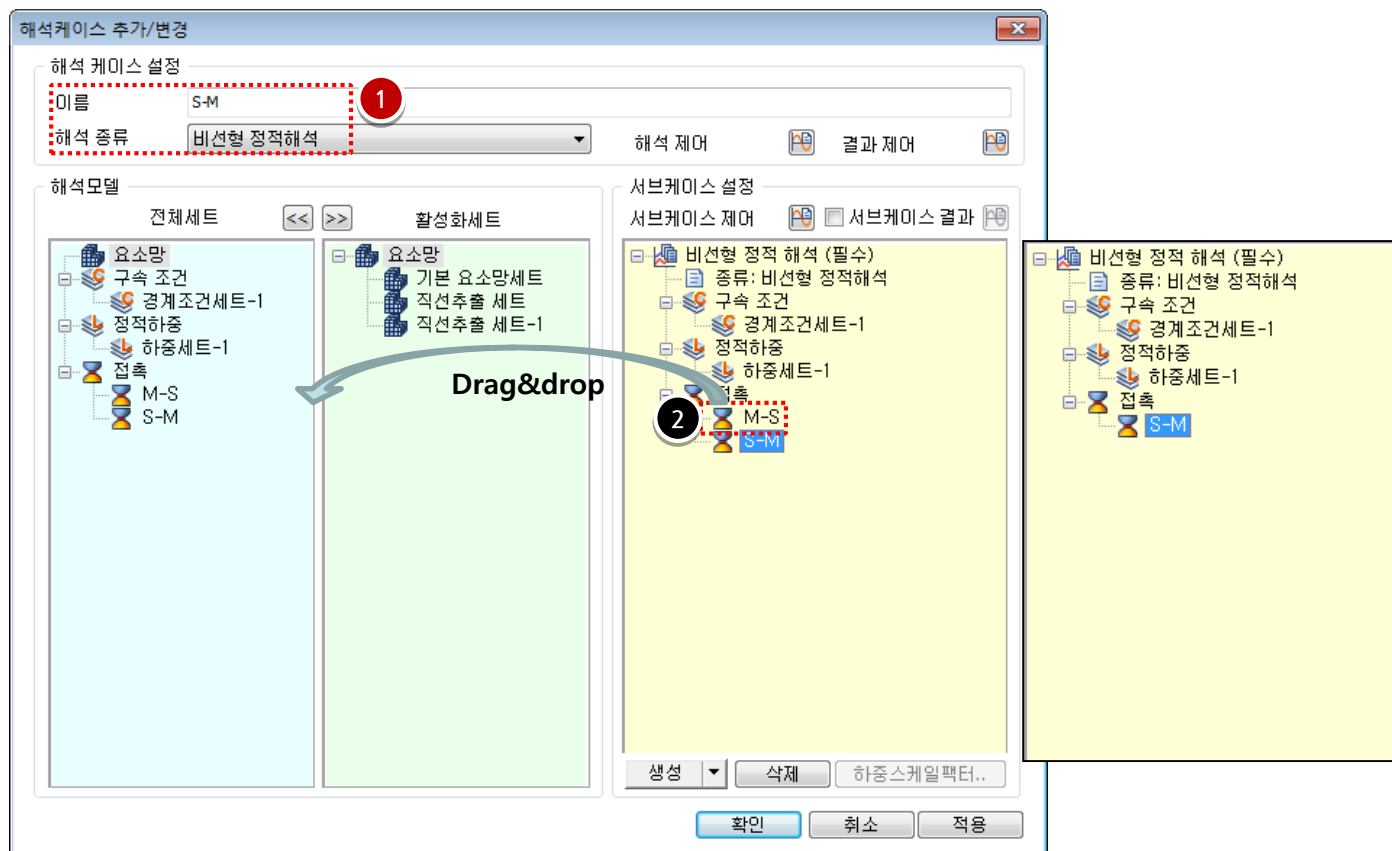 해석케이스 추가/변경
해석 케이스 설정
이름 S-M
1
해석 종류 비선형 정적해석
해석 제어 결과 제어
해석모델
전체세트 << >> 활성화세트
요소망
구속 조건
경계조건세트-1
정적하중
하중세트-1
접촉
M-S
S-M
요소망
기본 요소망세트
직선추출 세트
직선추출 세트-1
Drag&drop
서브케이스 설정
서브케이스 제어 서브케이스 결과
비선형 정적 해석 (필수)
종류: 비선형 정적해석
구속 조건
경계조건세트-1
정적하중
하중세트-1
접촉
2
M-S
S-M
생성 삭제 하중스케일팩터..
확인 취소 적용
비선형 정적 해석 (필수)
종류: 비선형 정적해석
구속 조건
경계조건세트-1
정적하중
하중세트-1
접촉
S-M